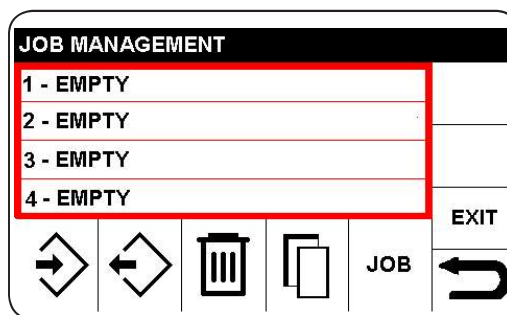 JOB MANAGEMENT
1 - EMPTY
2 - EMPTY
3 - EMPTY
4 - EMPTY
EXIT
JOB